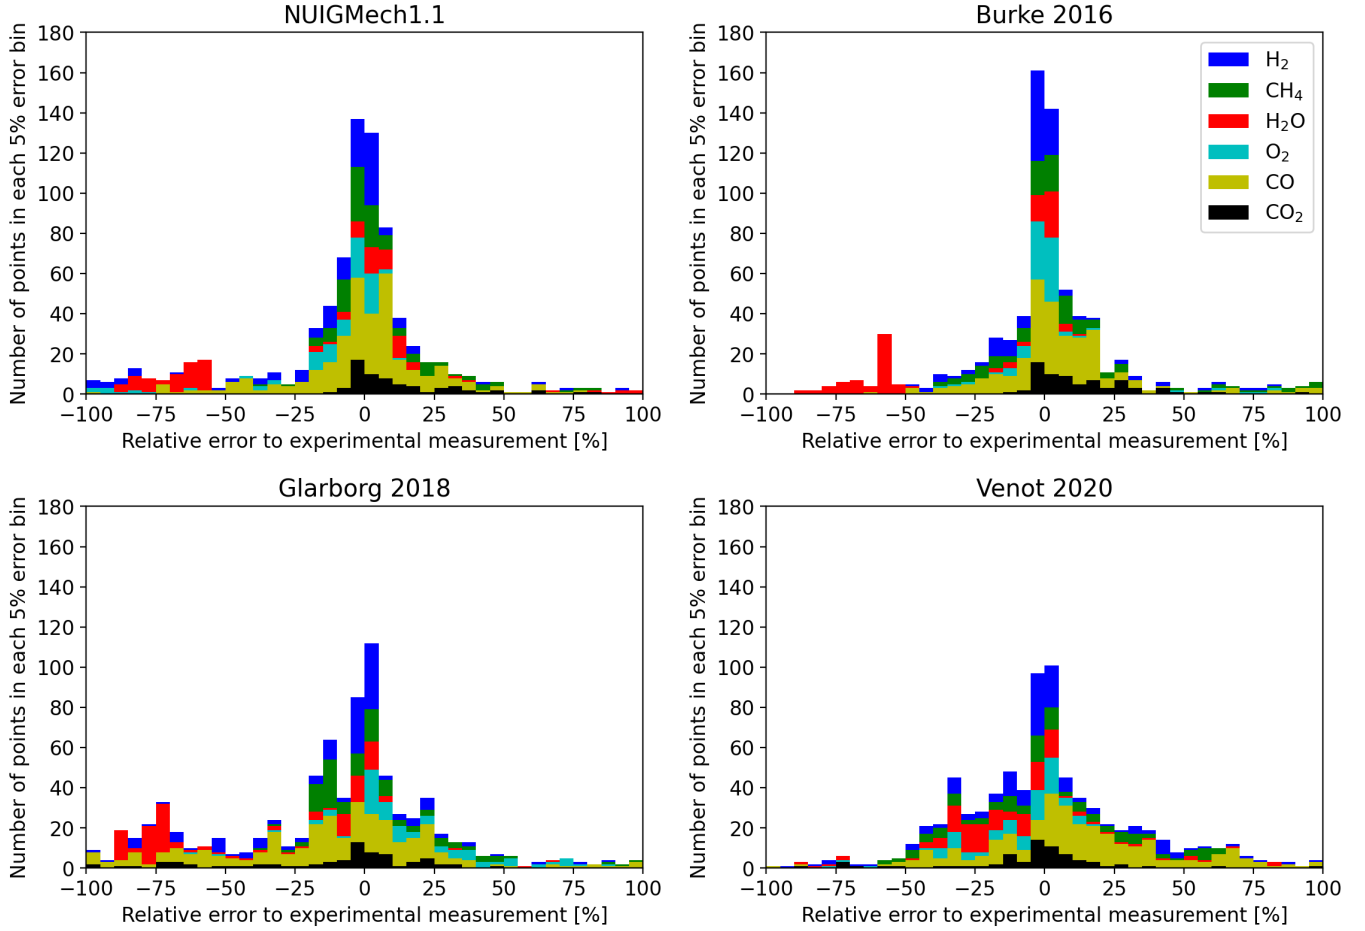 NUIGMech1.1
Number of points in each 5% error bin
180
160
140
120
100
80
60
40
20
0
−100 −75 −50 −25 0 25 50 75 100
Relative error to experimental measurement [%]
Burke 2016
Number of points in each 5% error bin
180
160
140
120
100
80
60
40
20
0
H₂
CH₄
H₂O
O₂
CO
CO₂
−100 −75 −50 −25 0 25 50 75 100
Relative error to experimental measurement [%]
Glarborg 2018
Number of points in each 5% error bin
180
160
140
120
100
80
60
40
20
0
−100 −75 −50 −25 0 25 50 75 100
Relative error to experimental measurement [%]
Venot 2020
Number of points in each 5% error bin
180
160
140
120
100
80
60
40
20
0
−100 −75 −50 −25 0 25 50 75 100
Relative error to experimental measurement [%]